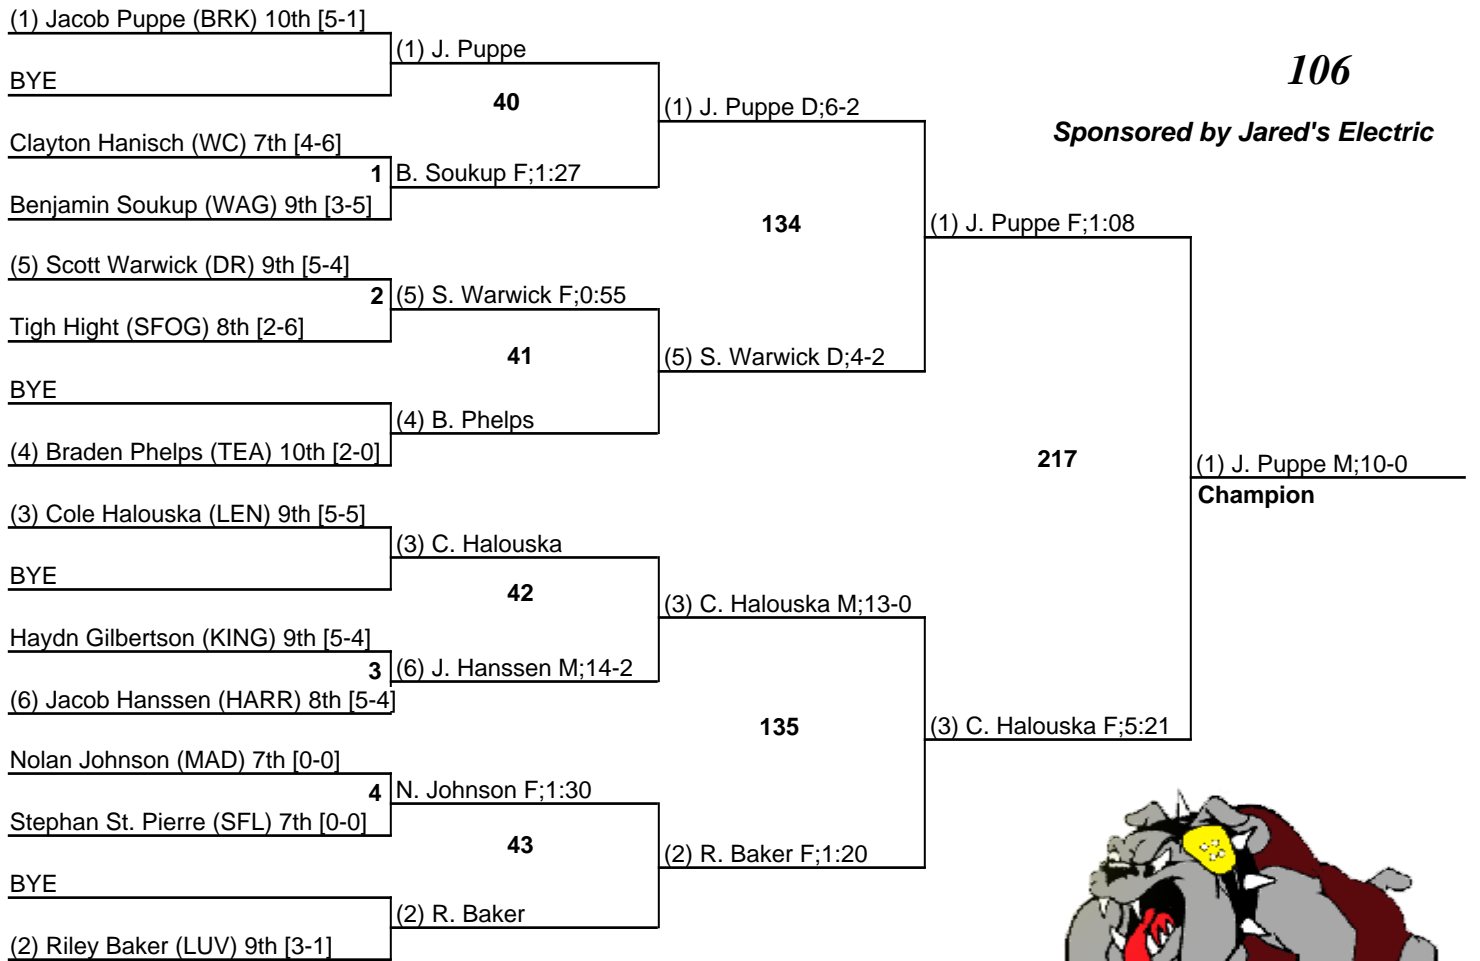 (1) Jacob Puppe (BRK) 10th [5-1]
(1) J. Puppe
BYE
106
40
(1) J. Puppe D;6-2
Sponsored by Jared's Electric
Clayton Hanisch (WC) 7th [4-6]
1 B. Soukup F;1:27
Benjamin Soukup (WAG) 9th [3-5]
134
(1) J. Puppe F;1:08
(5) Scott Warwick (DR) 9th [5-4]
2 (5) S. Warwick F;0:55
Tigh Hight (SFOG) 8th [2-6]
41
(5) S. Warwick D;4-2
BYE
(4) B. Phelps
(4) Braden Phelps (TEA) 10th [2-0]
217
(1) J. Puppe M;10-0
Champion
(3) Cole Halouska (LEN) 9th [5-5]
(3) C. Halouska
BYE
42
(3) C. Halouska M;13-0
Haydn Gilbertson (KING) 9th [5-4]
3 (6) J. Hanssen M;14-2
(6) Jacob Hanssen (HARR) 8th [5-4]
135
(3) C. Halouska F;5:21
Nolan Johnson (MAD) 7th [0-0]
4 N. Johnson F;1:30
Stephan St. Pierre (SFL) 7th [0-0]
43
(2) R. Baker F;1:20
BYE
(2) R. Baker
(2) Riley Baker (LUV) 9th [3-1]